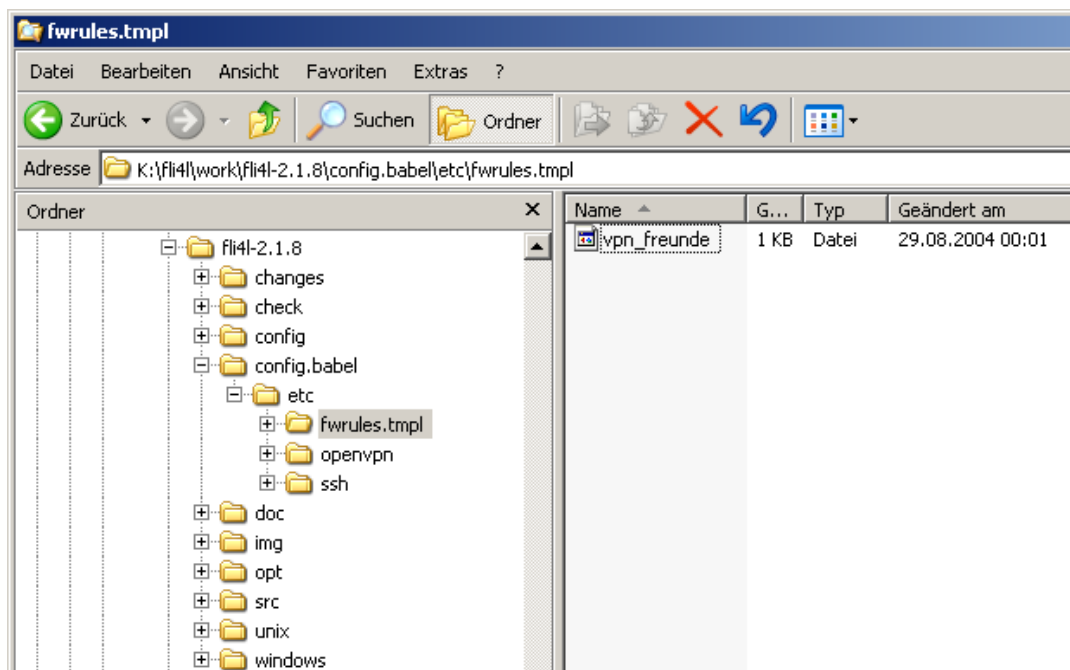 fwrules.tmpl
Datei Bearbeiten Ansicht Favoriten Extras ?
Zurück Suchen Ordner
Adresse K:\fli4l\work\fli4l-2.1.8\config.babel\etc\fwrules.tmpl
Ordner
fli4l-2.1.8
changes
check
config
config.babel
etc
fwrules.tmpl
openvpn
ssh
doc
img
opt
src
unix
windows
Name G... Typ Geändert am
vpn_freunde 1 KB Datei 29.08.2004 00:01